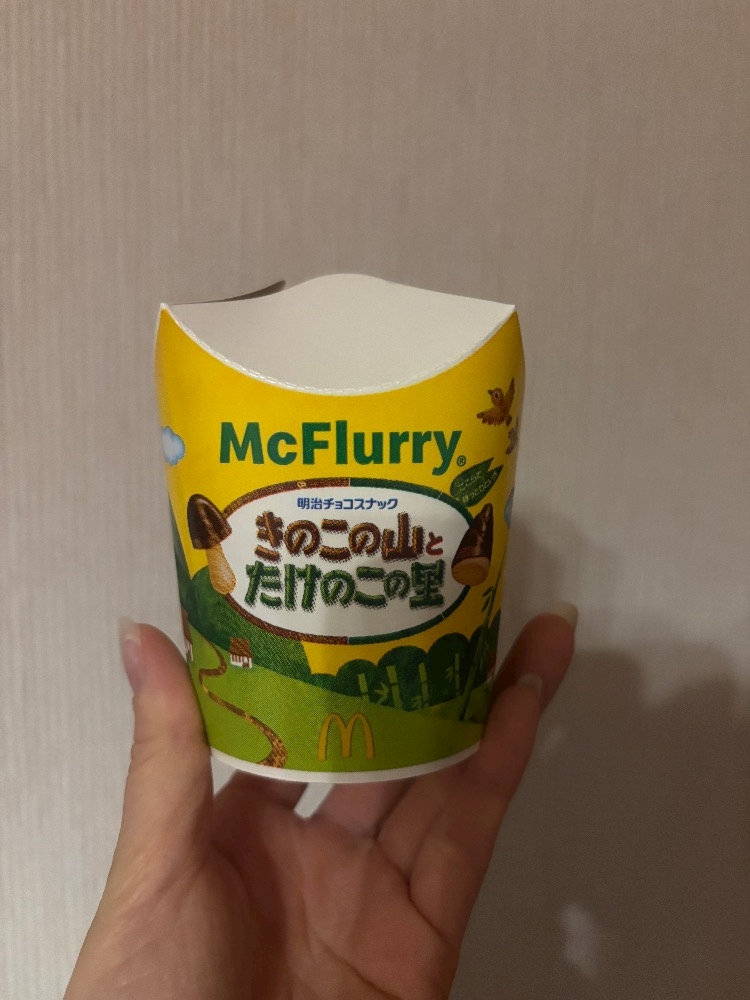 McFlurry®
明治チョコスナック
きのこの山と
たけのこの里